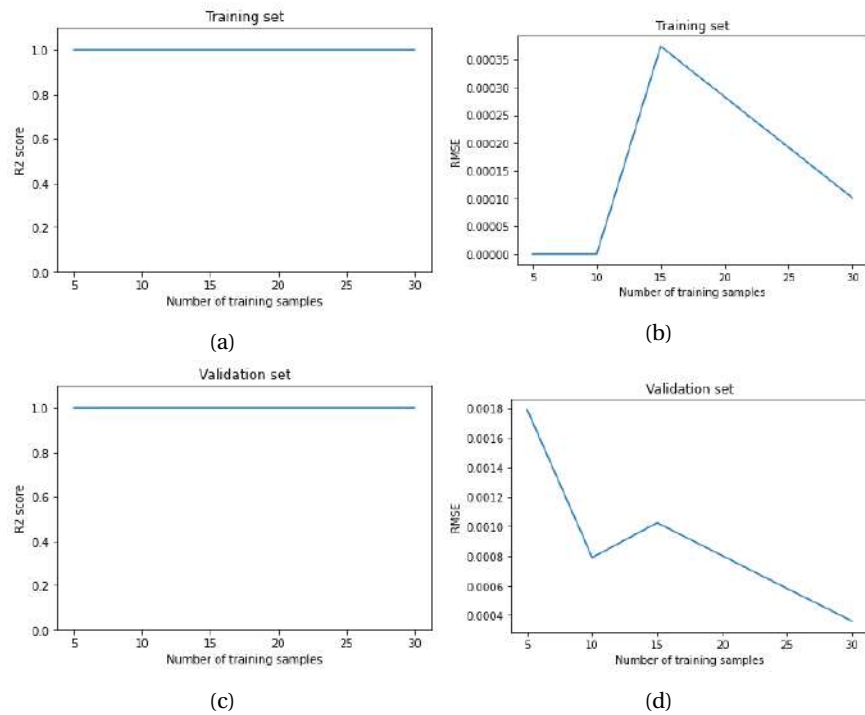 Training set
1.0
0.8
0.6
0.4
0.2
0.0
R2 score
5 10 15 20 25 30
Number of training samples
(a)
Training set
0.00035
0.00030
0.00025
0.00020
0.00015
0.00010
0.00005
0.00000
RMSE
5 10 15 20 25 30
Number of training samples
(b)
Validation set
1.0
0.8
0.6
0.4
0.2
0.0
R2 score
5 10 15 20 25 30
Number of training samples
(c)
Validation set
0.0018
0.0016
0.0014
0.0012
0.0010
0.0008
0.0006
0.0004
RMSE
5 10 15 20 25 30
Number of training samples
(d)